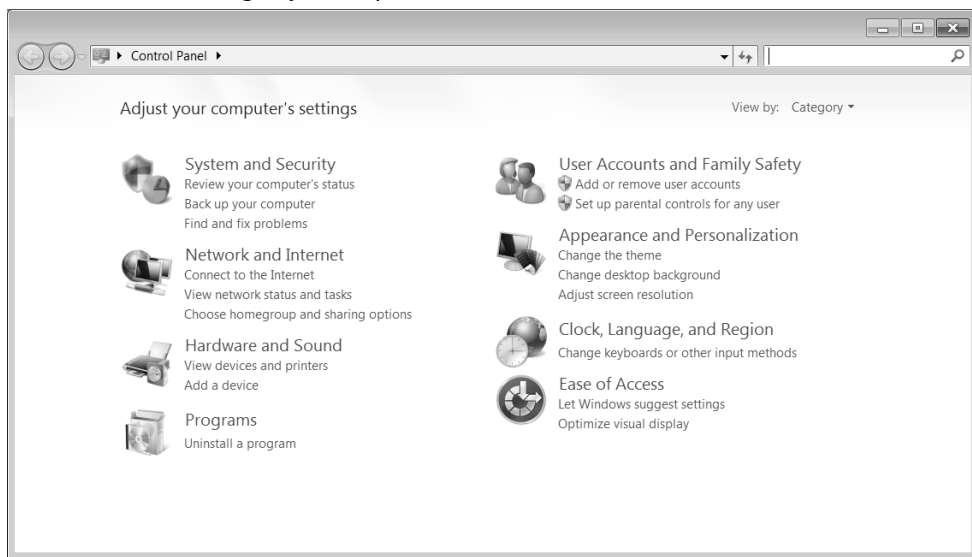 Control Panel
Adjust your computer's settings
View by: Category
System and Security
Review your computer's status
Back up your computer
Find and fix problems
Network and Internet
Connect to the Internet
View network status and tasks
Choose homegroup and sharing options
Hardware and Sound
View devices and printers
Add a device
Programs
Uninstall a program
User Accounts and Family Safety
Add or remove user accounts
Set up parental controls for any user
Appearance and Personalization
Change the theme
Change desktop background
Adjust screen resolution
Clock, Language, and Region
Change keyboards or other input methods
Ease of Access
Let Windows suggest settings
Optimize visual display